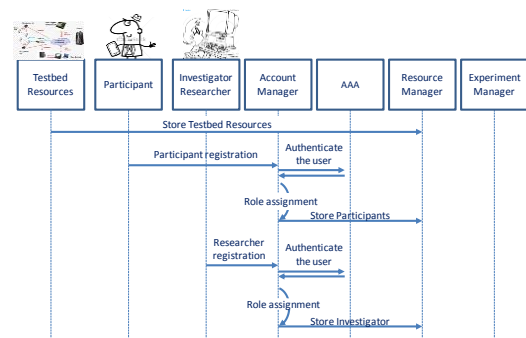 Testbed
Resources
Participant
Investigator
Researcher
Account
Manager
AAA
Resource
Manager
Experiment
Manager
Store Testbed Resources
Participant registration
Authenticate
the user
Role assignment
Store Participants
Researcher
registration
Authenticate
the user
Role assignment
Store Investigator